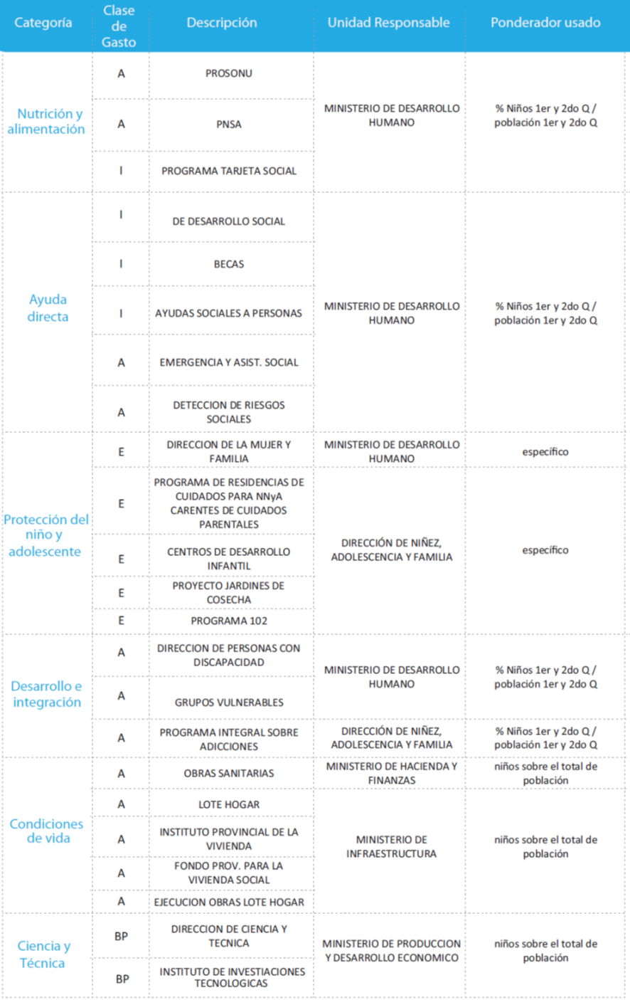 Categoría
Clase
de
Gasto
Descripción
Unidad Responsable
Ponderador usado
Nutrición y
alimentación
A
PROSONU
A
PNSA
I
PROGRAMA TARJETA SOCIAL
MINISTERIO DE DESARROLLO
HUMANO
% Niños 1er y 2do Q /
población 1er y 2do Q
Ayuda
directa
I
DE DESARROLLO SOCIAL
I
BECAS
I
AYUDAS SOCIALES A PERSONAS
A
EMERGENCIA Y ASIST. SOCIAL
A
DETECCION DE RIESGOS
SOCIALES
MINISTERIO DE DESARROLLO
HUMANO
% Niños 1er y 2do Q /
población 1er y 2do Q
Protección del
niño y
adolescente
E
DIRECCION DE LA MUJER Y
FAMILIA
MINISTERIO DE DESARROLLO
HUMANO
específico
E
PROGRAMA DE RESIDENCIAS DE
CUIDADOS PARA NNyA
CARENTES DE CUIDADOS
PARENTALES
E
CENTROS DE DESARROLLO
INFANTIL
E
PROYECTO JARDINES DE
COSECHA
E
PROGRAMA 102
DIRECCIÓN DE NIÑEZ,
ADOLESCENCIA Y FAMILIA
específico
Desarrollo e
integración
A
DIRECCION DE PERSONAS CON
DISCAPACIDAD
A
GRUPOS VULNERABLES
MINISTERIO DE DESARROLLO
HUMANO
% Niños 1er y 2do Q /
población 1er y 2do Q
A
PROGRAMA INTEGRAL SOBRE
ADICCIONES
DIRECCIÓN DE NIÑEZ,
ADOLESCENCIA Y FAMILIA
% Niños 1er y 2do Q /
población 1er y 2do Q
Condiciones
de vida
A
OBRAS SANITARIAS
MINISTERIO DE HACIENDA Y
FINANZAS
niños sobre el total de
población
A
LOTE HOGAR
A
INSTITUTO PROVINCIAL DE LA
VIVIENDA
A
FONDO PROV. PARA LA
VIVIENDA SOCIAL
A
EJECUCION OBRAS LOTE HOGAR
MINISTERIO DE
INFRAESTRUCTURA
niños sobre el total de
población
Ciencia y
Técnica
BP
DIRECCION DE CIENCIA Y
TECNICA
BP
INSTITUTO DE INVESTIACIONES
TECNOLOGICAS
MINISTERIO DE PRODUCCION
Y DESARROLLO ECONOMICO
niños sobre el total de
población